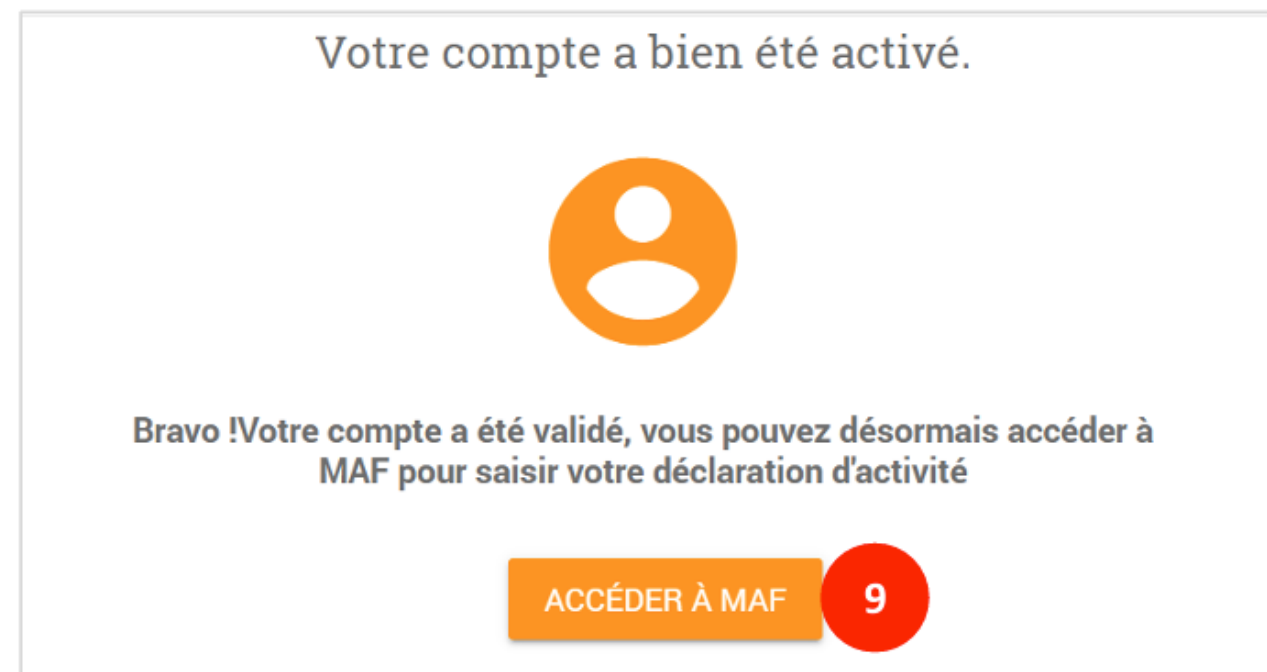 Votre compte a bien été activé.
Bravo !Votre compte a été validé, vous pouvez désormais accéder à
MAF pour saisir votre déclaration d'activité
ACCÉDER À MAF
9